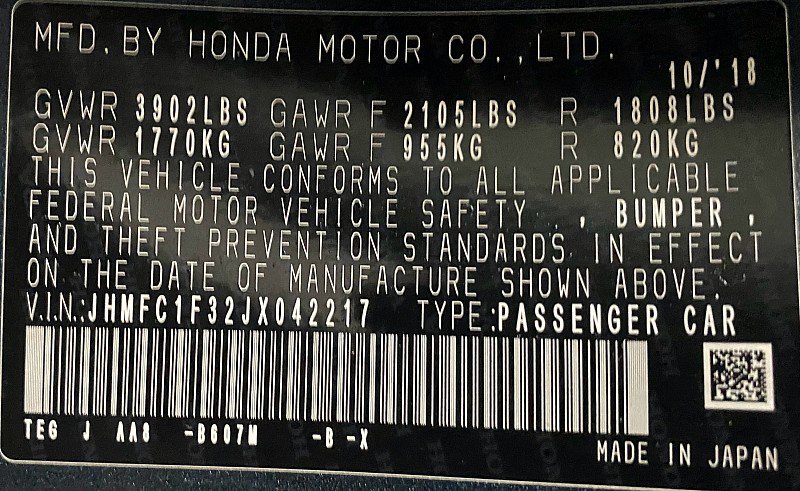 MFD. BY HONDA MOTOR CO., LTD.
10/'18
GVWR 3902LBS GAWR F 2105LBS R 1808LBS
GVWR 1770KG GAWR F 955KG R 820KG
THIS VEHICLE CONFORMS TO ALL APPLICABLE
FEDERAL MOTOR VEHICLE SAFETY , BUMPER ,
AND THEFT PREVENTION STANDARDS IN EFFECT
ON THE DATE OF MANUFACTURE SHOWN ABOVE.
V.I.N.:JHMFC1F32JX042217 TYPE:PASSENGER CAR
TEG J AA8 -B607M -B -X
MADE IN JAPAN